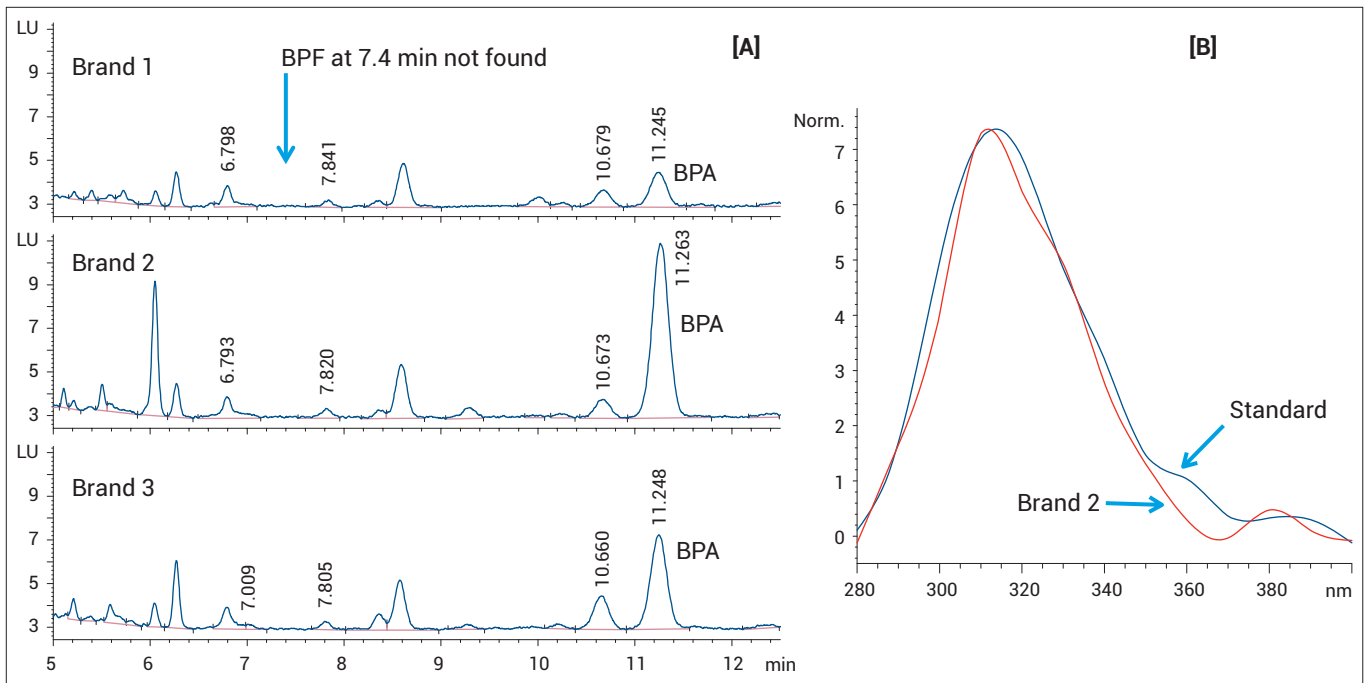 LU
[A]
[B]
BPF at 7.4 min not found
Brand 1
9
7
5
3
6.798
7.841
10.679
11.245
BPA
LU
Brand 2
9
7
5
3
6.793
7.820
10.673
11.263
BPA
LU
Brand 3
9
7
5
3
7.009
7.805
10.660
11.248
BPA
5 6 7 8 9 10 11 12 min
Norm.
7
6
5
4
3
2
1
0
Standard
Brand 2
280 300 320 340 360 380 nm